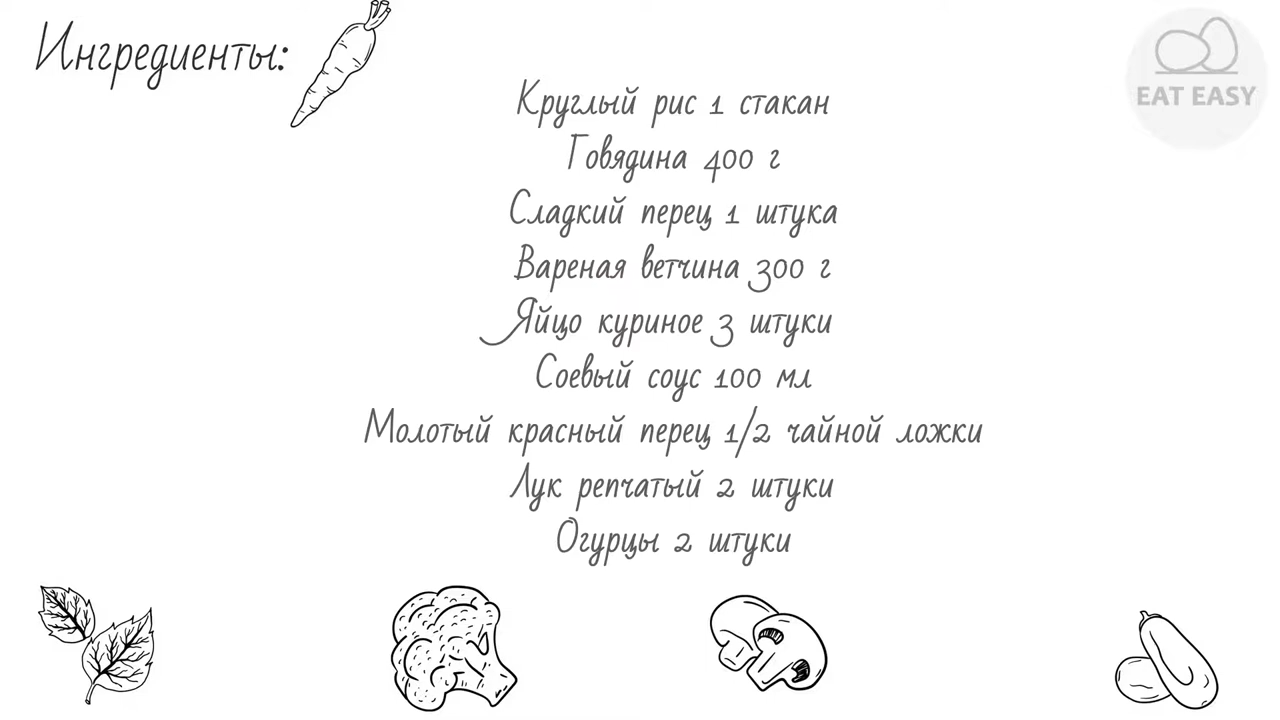 Ингредиенты:
EAT EASY
Круглый рис 1 стакан
Говядина 400 г
Сладкий перец 1 штука
Вареная ветчина 300 г
Яйцо куриное 3 штуки
Соевый соус 100 мл
Молотый красный перец 1/2 чайной ложки
Лук репчатый 2 штуки
Огурцы 2 штуки